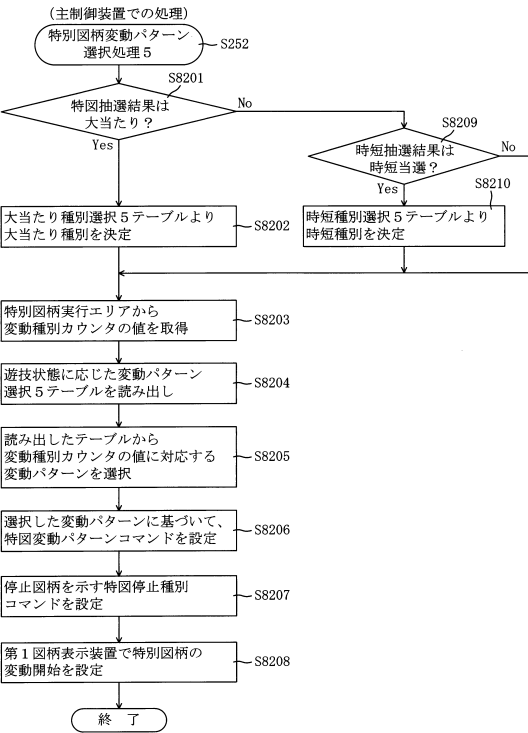 (主制御装置での処理)
特別図柄変動パターン
選択処理5
S252
S8201
特図抽選結果は
大当たり?
No
Yes
S8209
時短抽選結果は
時短当選?
No
Yes
S8210
大当たり種別選択5テーブルより
大当たり種別を決定
S8202
時短種別選択5テーブルより
時短種別を決定
特別図柄実行エリアから
変動種別カウンタの値を取得
S8203
遊技状態に応じた変動パターン
選択5テーブルを読み出し
S8204
読み出したテーブルから
変動種別カウンタの値に対応する
変動パターンを選択
S8205
選択した変動パターンに基づいて、
特図変動パターンコマンドを設定
S8206
停止図柄を示す特図停止種別
コマンドを設定
S8207
第1図柄表示装置で特別図柄の
変動開始を設定
S8208
終 了